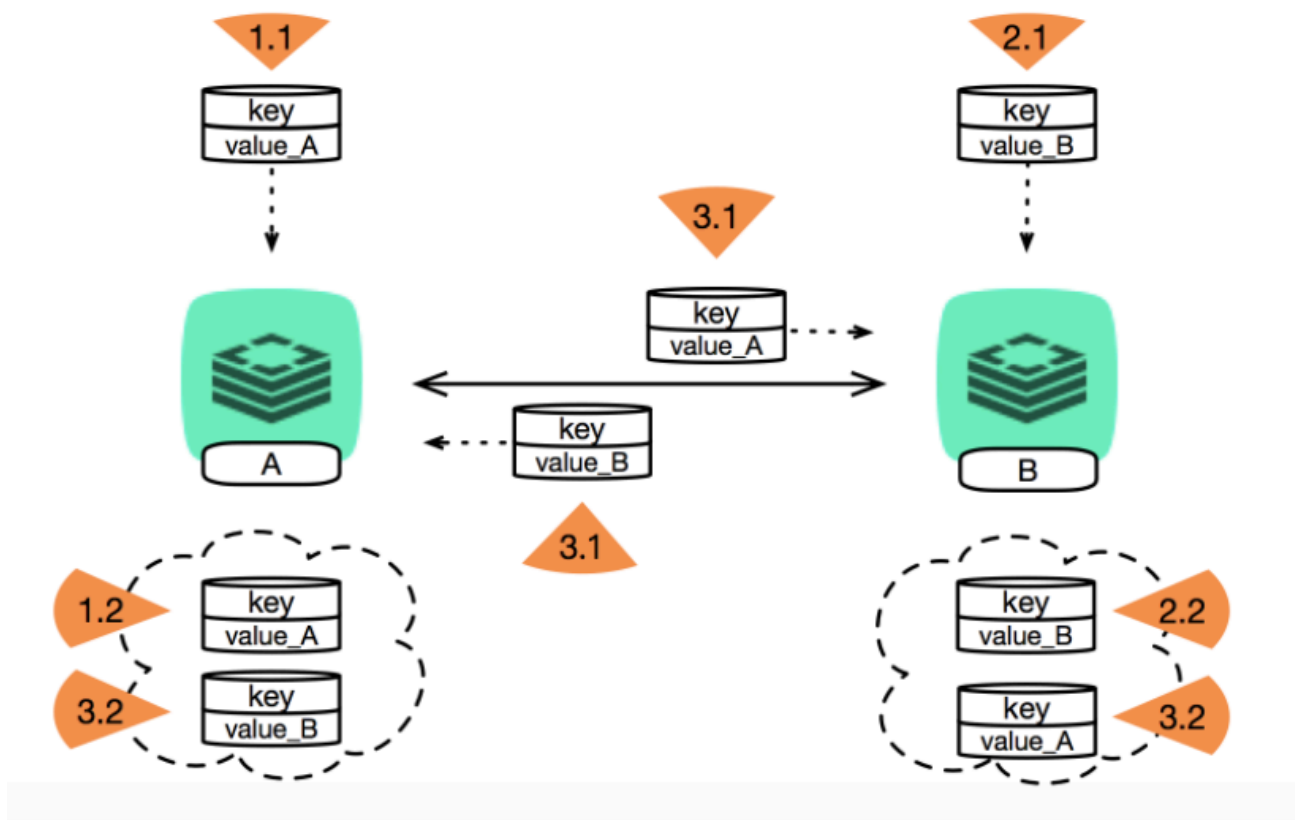 1.1
key
value_A
2.1
key
value_B
3.1
key
value_A
key
value_B
3.1
A
B
1.2
key
value_A
3.2
key
value_B
key
value_B
2.2
key
value_A
3.2